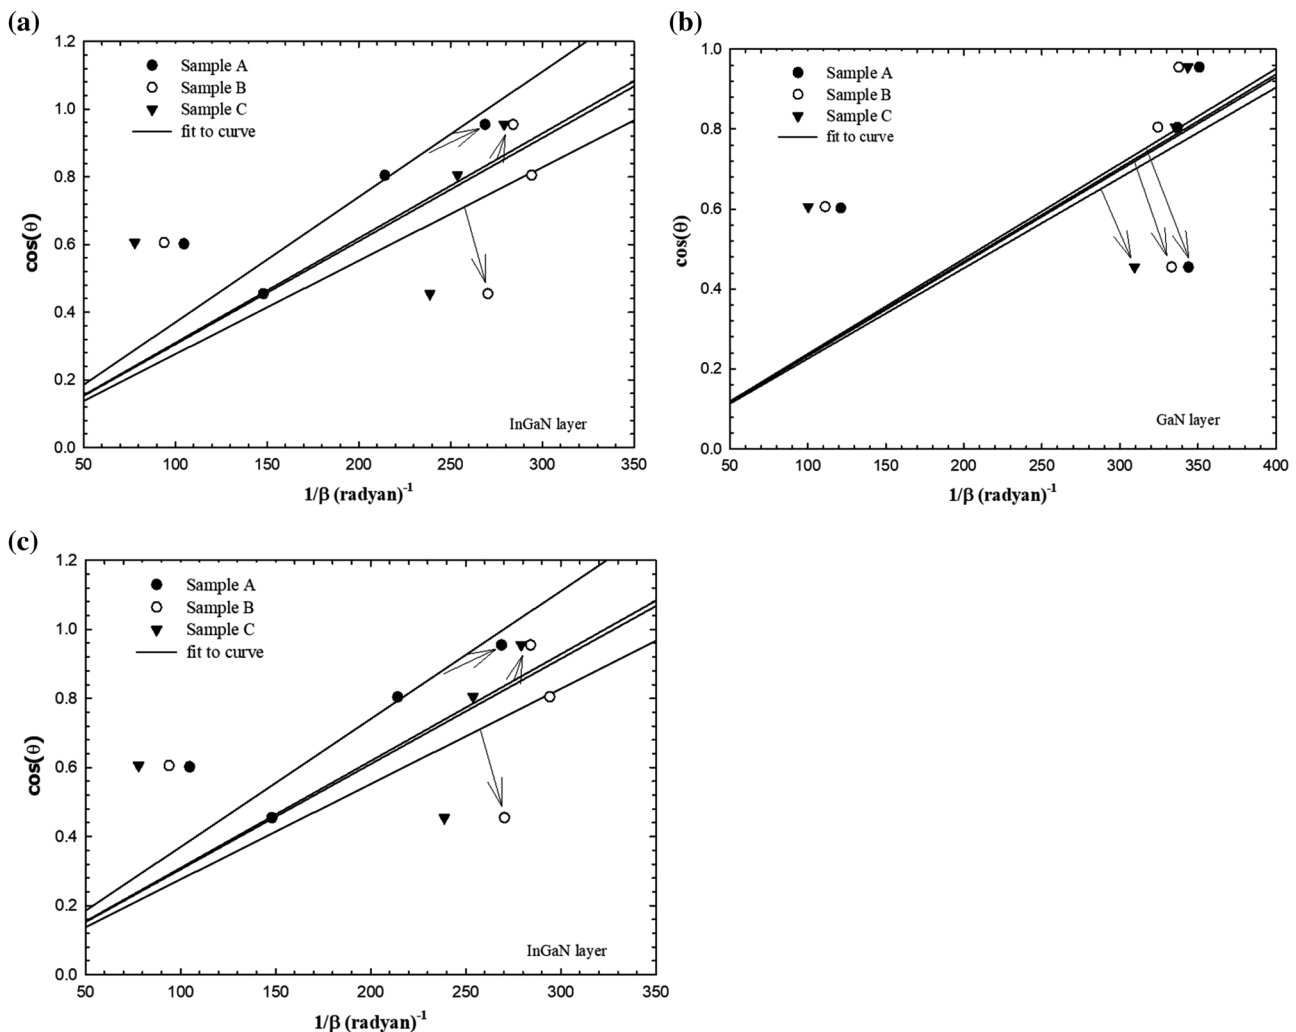 (a)
1.2
1.0
0.8
0.6
0.4
0.2
0.0
cos(θ)
Sample A
Sample B
Sample C
fit to curve
InGaN layer
50 100 150 200 250 300 350
1/β (radyan)-1
(b)
1.0
0.8
0.6
0.4
0.2
0.0
cos(θ)
Sample A
Sample B
Sample C
fit to curve
GaN layer
50 100 150 200 250 300 350 400
1/β (radyan)-1
(c)
1.2
1.0
0.8
0.6
0.4
0.2
0.0
cos(θ)
Sample A
Sample B
Sample C
fit to curve
InGaN layer
50 100 150 200 250 300 350
1/β (radyan)-1